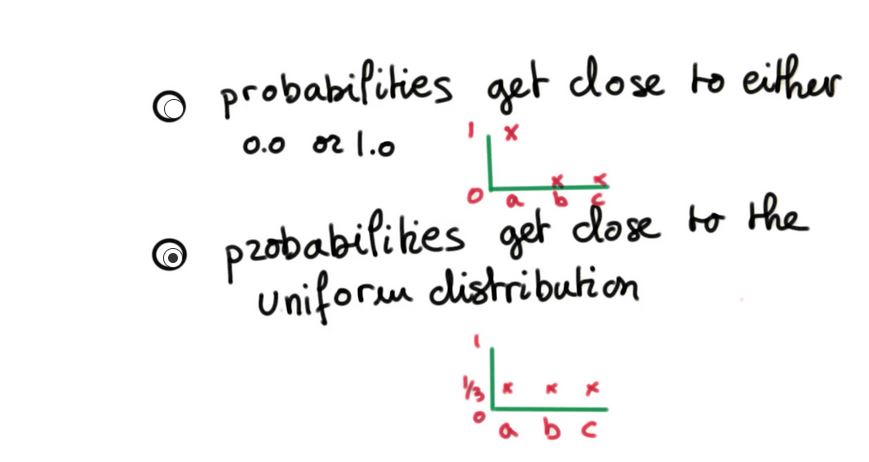 probabilities get close to either
0.0 or 1.0
1
0 a b c
probabilities get close to the
uniform distribution
1
1/3
0
a b c